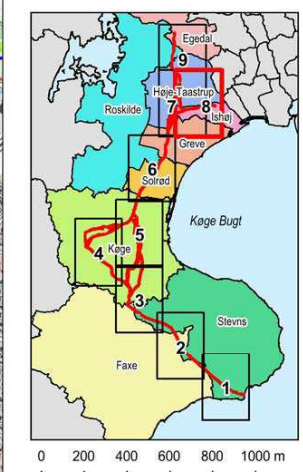 Egedal
9
Høje-Taastrup
7
8
Roskilde
Ishøj
Greve
6
Solrød
Køge Bugt
5
Køge
4
3
Stevns
2
Faxe
1
0 200 400 600 800 1000 m